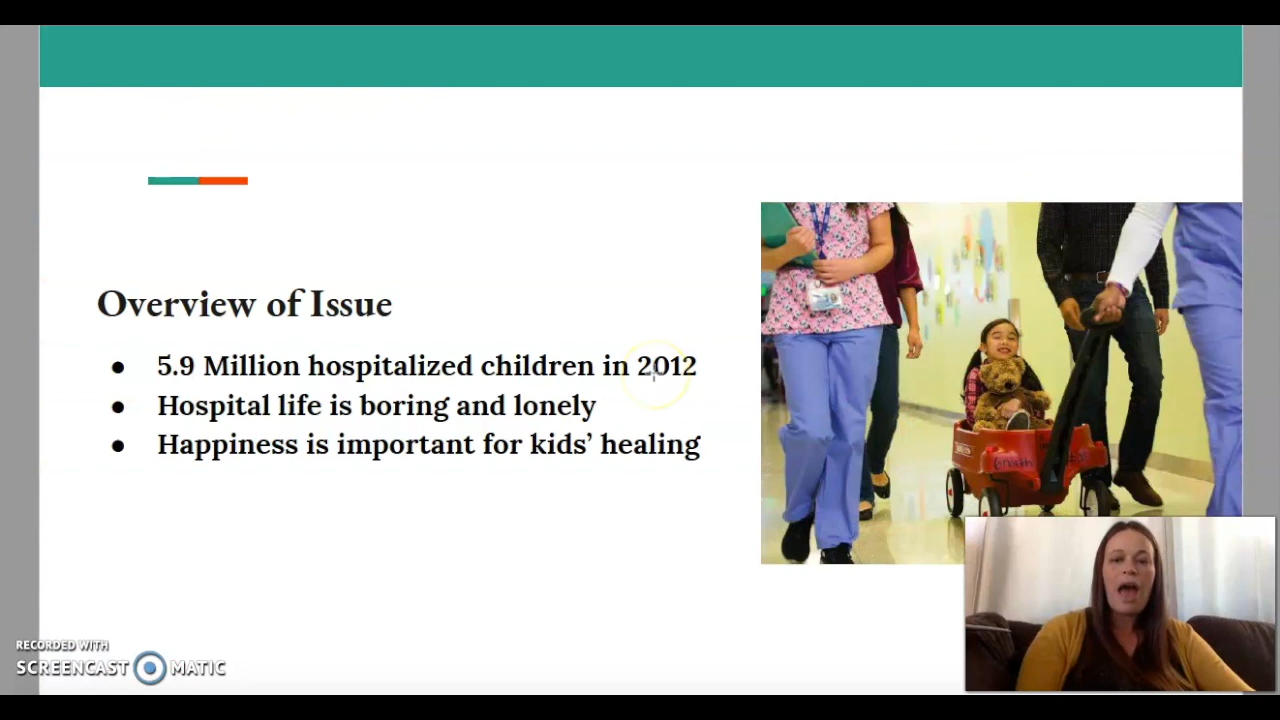 Overview of Issue
● 5.9 Million hospitalized children in 2012
● Hospital life is boring and lonely
● Happiness is important for kids’ healing
RECORDED WITH
SCREENCAST MATIC